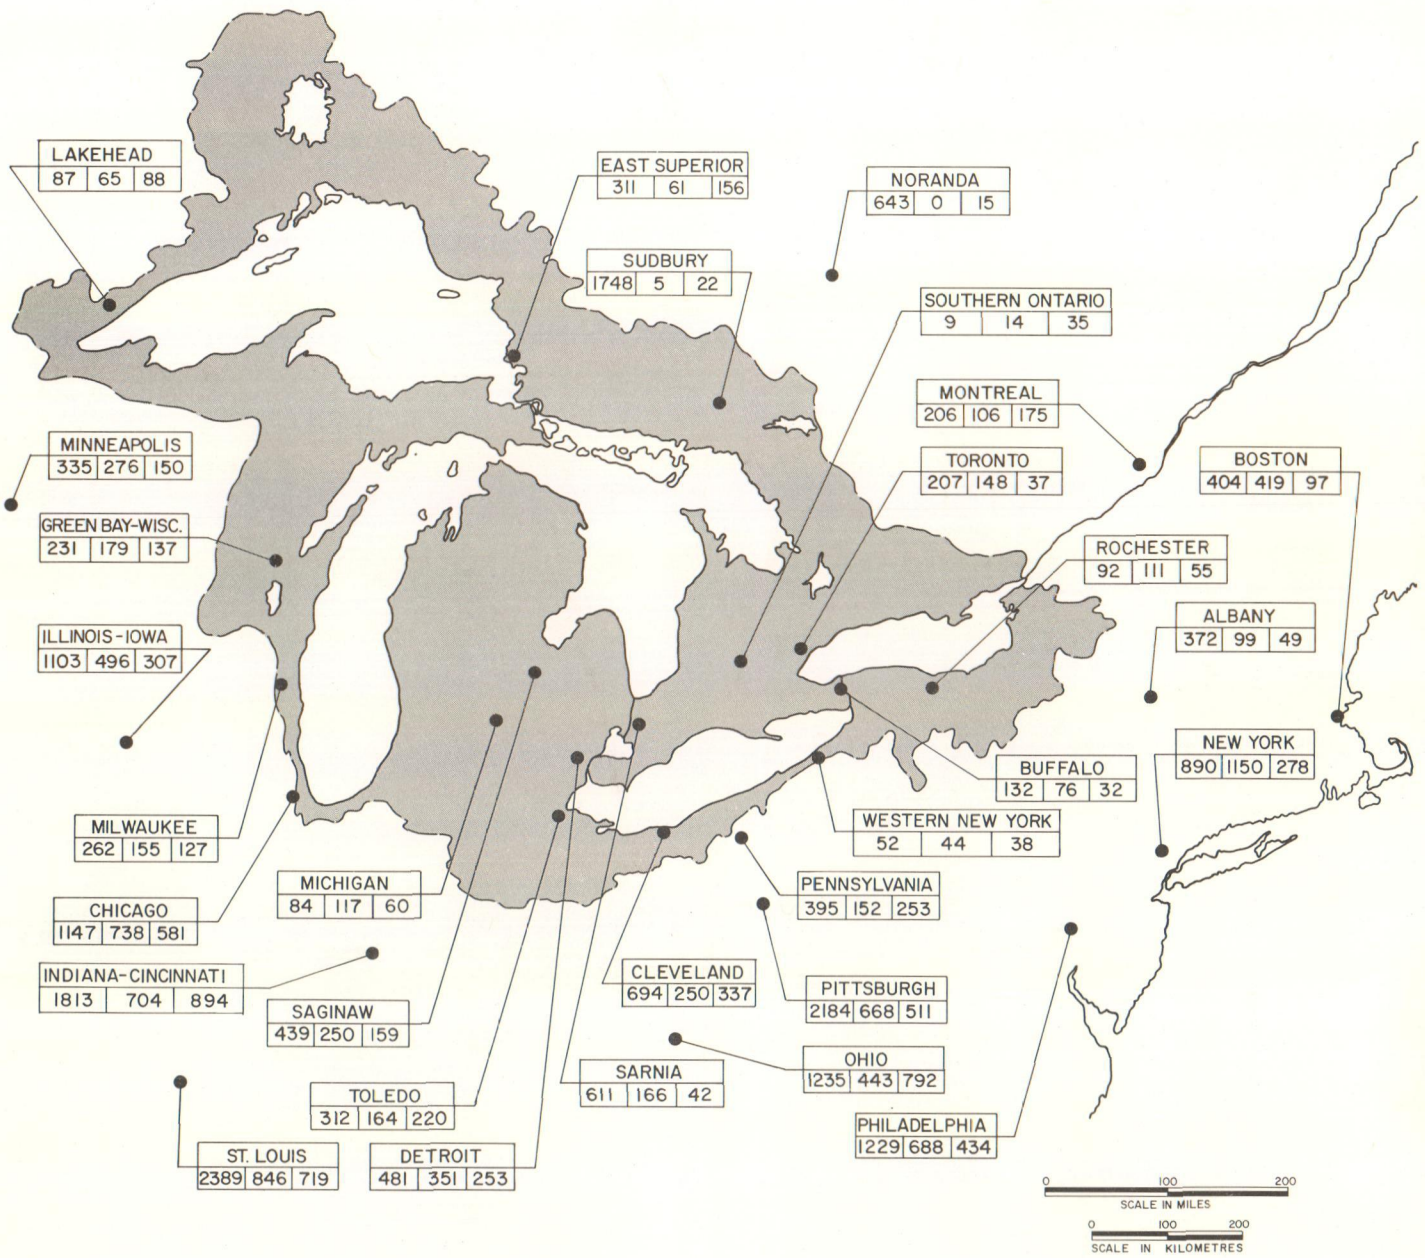 LAKEHEAD
87 65 88
EAST SUPERIOR
311 61 156
NORANDA
643 0 15
SUDBURY
1748 5 22
SOUTHERN ONTARIO
9 14 35
MONTREAL
206 106 175
MINNEAPOLIS
335 276 150
TORONTO
207 148 37
BOSTON
404 419 97
GREEN BAY-WISC.
231 179 137
ROCHESTER
92 111 55
ILLINOIS-IOWA
1103 496 307
ALBANY
372 99 49
NEW YORK
890 1150 278
BUFFALO
132 76 32
MILWAUKEE
262 155 127
WESTERN NEW YORK
52 44 38
MICHIGAN
84 117 60
PENNSYLVANIA
395 152 253
CHICAGO
1147 738 581
INDIANA-CINCINNATI
1813 704 894
CLEVELAND
694 250 337
PITTSBURGH
2184 668 511
SAGINAW
439 250 159
OHIO
1235 443 792
SARNIA
611 166 42
TOLEDO
312 164 220
PHILADELPHIA
1229 688 434
ST. LOUIS
2389 846 719
DETROIT
481 351 253
0 100 200
SCALE IN MILES
0 100 200
SCALE IN KILOMETRES